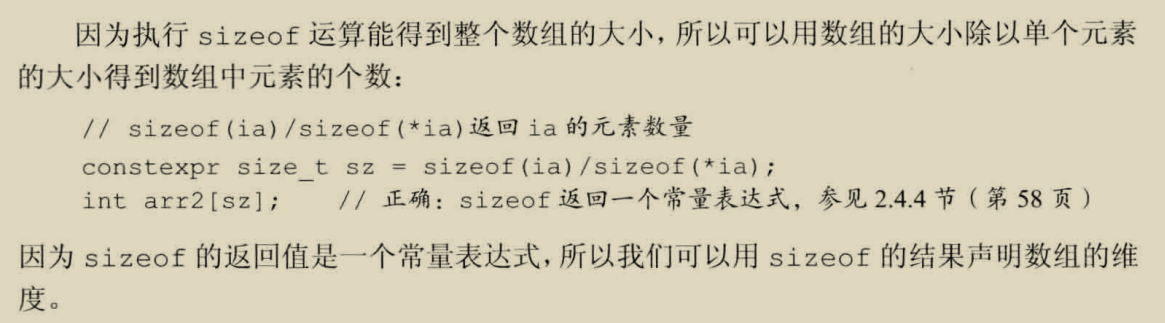 因为执行 sizeof 运算能得到整个数组的大小，所以可以用数组的大小除以单个元素
的大小得到数组中元素的个数：
// sizeof(ia)/sizeof(*ia)返回 ia 的元素数量
constexpr size_t sz = sizeof(ia)/sizeof(*ia);
int arr2[sz]; // 正确：sizeof 返回一个常量表达式，参见 2.4.4 节（第 58 页）
因为 sizeof 的返回值是一个常量表达式，所以我们可以用 sizeof 的结果声明数组的维
度。